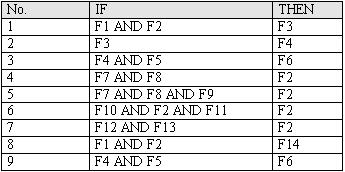 No. IF THEN
1 F1 AND F2 F3
2 F3 F4
3 F4 AND F5 F6
4 F7 AND F8 F2
5 F7 AND F8 AND F9 F2
6 F10 AND F2 AND F11 F2
7 F12 AND F13 F2
8 F1 AND F2 F14
9 F4 AND F5 F6